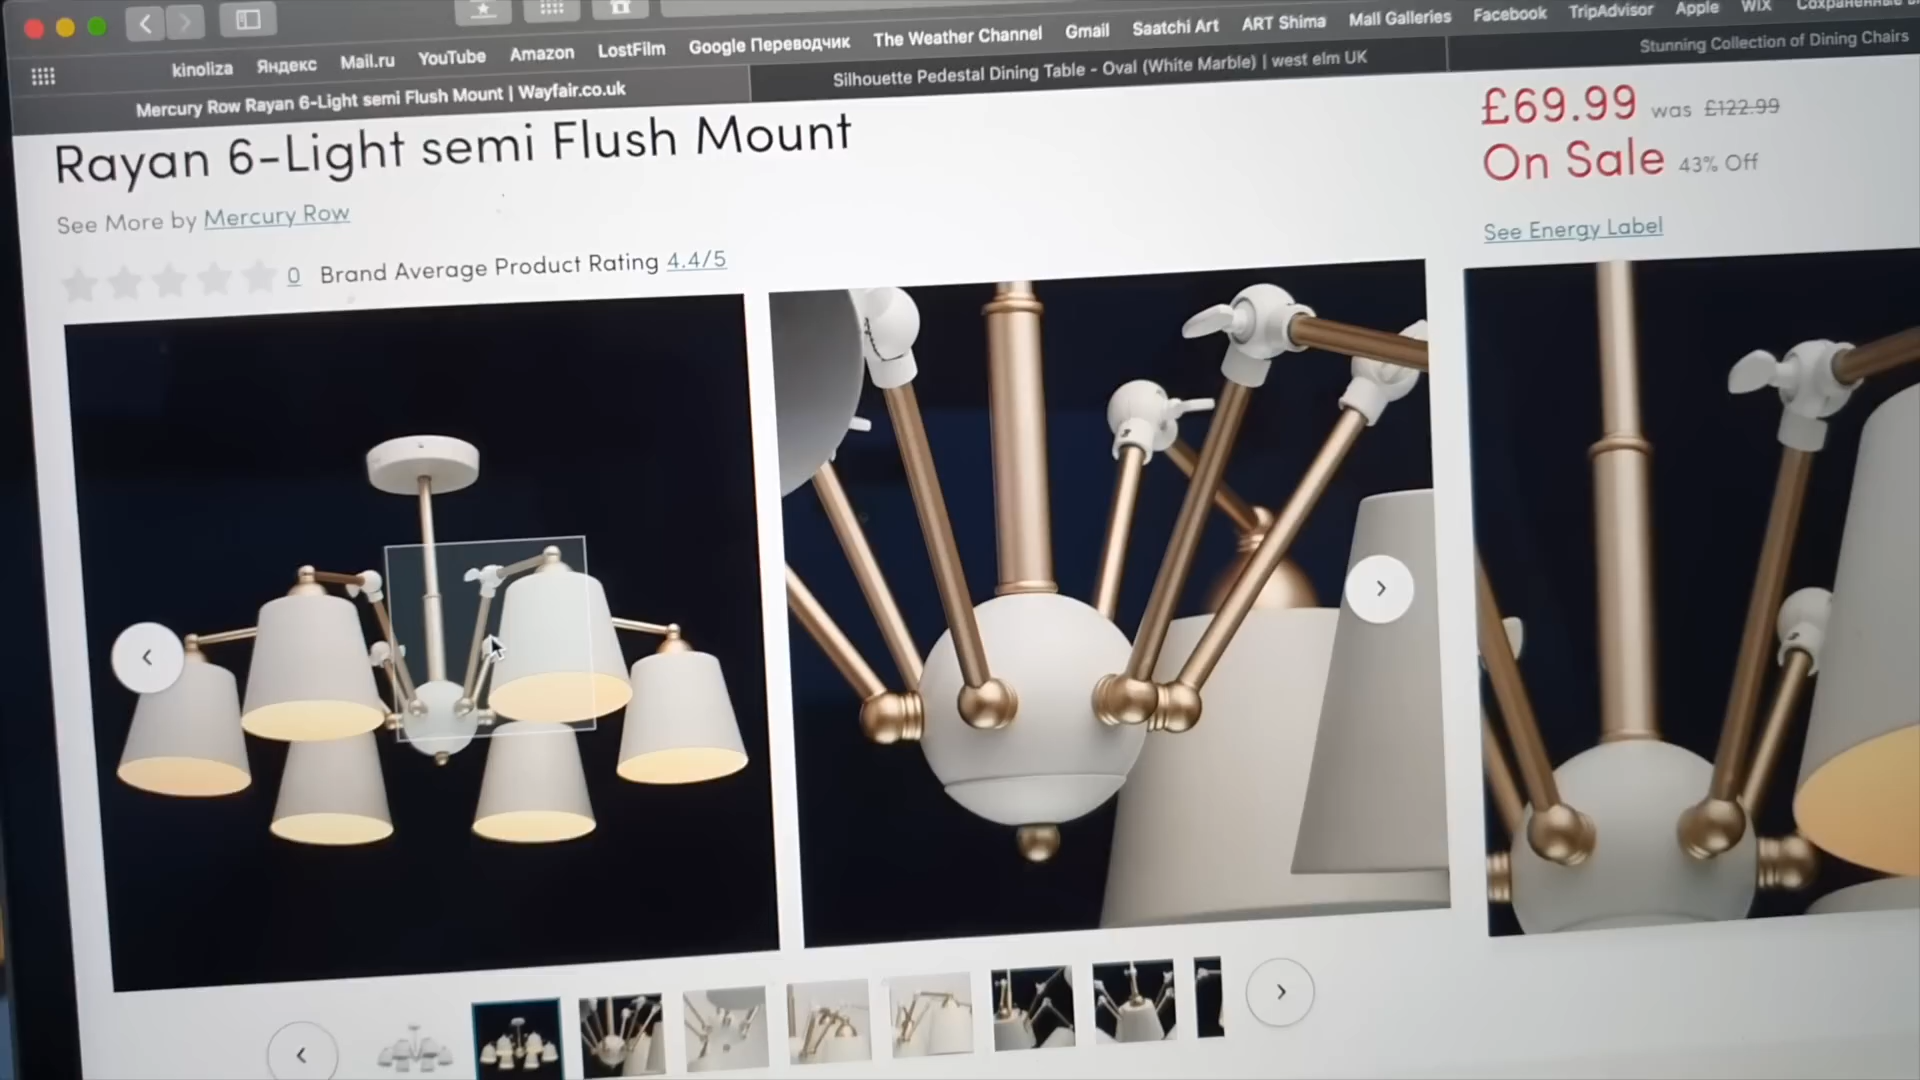 kinoliza Яндекс Mail.ru YouTube Amazon LostFilm Google Переводчик The Weather Channel Gmail Saatchi Art ART Shima Mall Galleries Facebook TripAdvisor Apple WIX
Mercury Row Rayan 6-Light semi Flush Mount | Wayfair.co.uk
Silhouette Pedestal Dining Table - Oval (White Marble) | west elm UK
Stunning Collection of Dining Chairs
Rayan 6-Light semi Flush Mount
£69.99 was £122.99
On Sale 43% Off
See More by Mercury Row
See Energy Label
0 Brand Average Product Rating 4.4/5